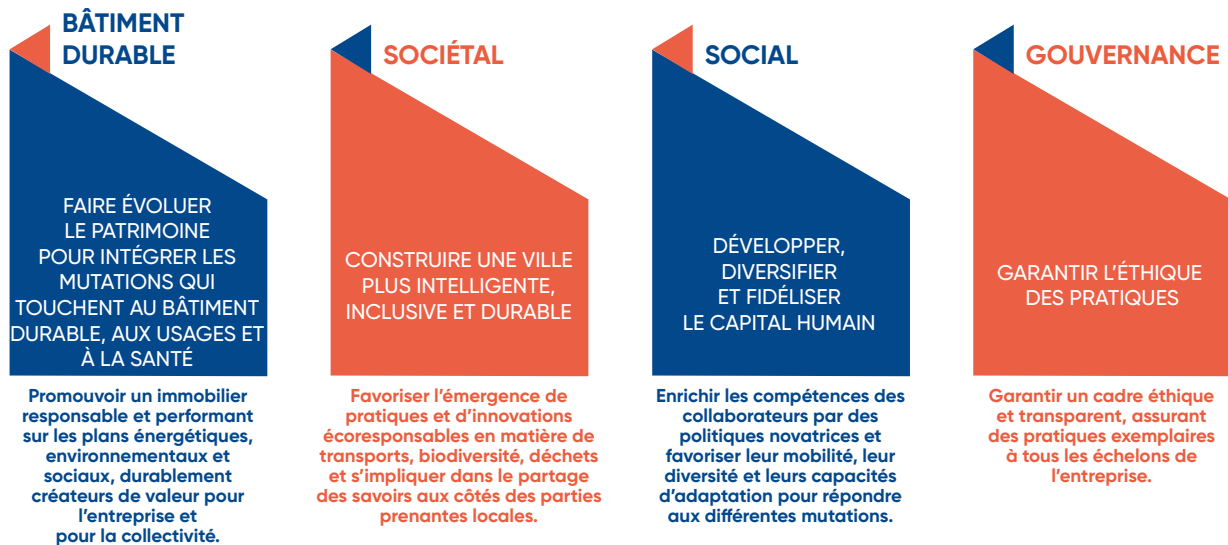 BÂTIMENT
DURABLE
FAIRE ÉVOLUER
LE PATRIMOINE
POUR INTÉGRER LES
MUTATIONS QUI
TOUCHENT AU BÂTIMENT
DURABLE, AUX USAGES ET
À LA SANTÉ
Promouvoir un immobilier
responsable et performant
sur les plans énergétiques,
environnementaux et
sociaux, durablement
créateurs de valeur pour
l'entreprise et
pour la collectivité.
SOCIÉTAL
CONSTRUIRE UNE VILLE
PLUS INTELLIGENTE,
INCLUSIVE ET DURABLE
Favoriser l'émergence de
pratiques et d'innovations
écoresponsables en matière de
transports, biodiversité, déchets
et s'impliquer dans le partage
des savoirs aux côtés des parties
prenantes locales.
SOCIAL
DÉVELOPPER,
DIVERSIFIER
ET FIDÉLISER
LE CAPITAL HUMAIN
Enrichir les compétences des
collaborateurs par des
politiques novatrices et
favoriser leur mobilité, leur
diversité et leurs capacités
d'adaptation pour répondre
aux différentes mutations.
GOUVERNANCE
GARANTIR L'ÉTHIQUE
DES PRATIQUES
Garantir un cadre éthique
et transparent, assurant
des pratiques exemplaires
à tous les échelons de
l'entreprise.